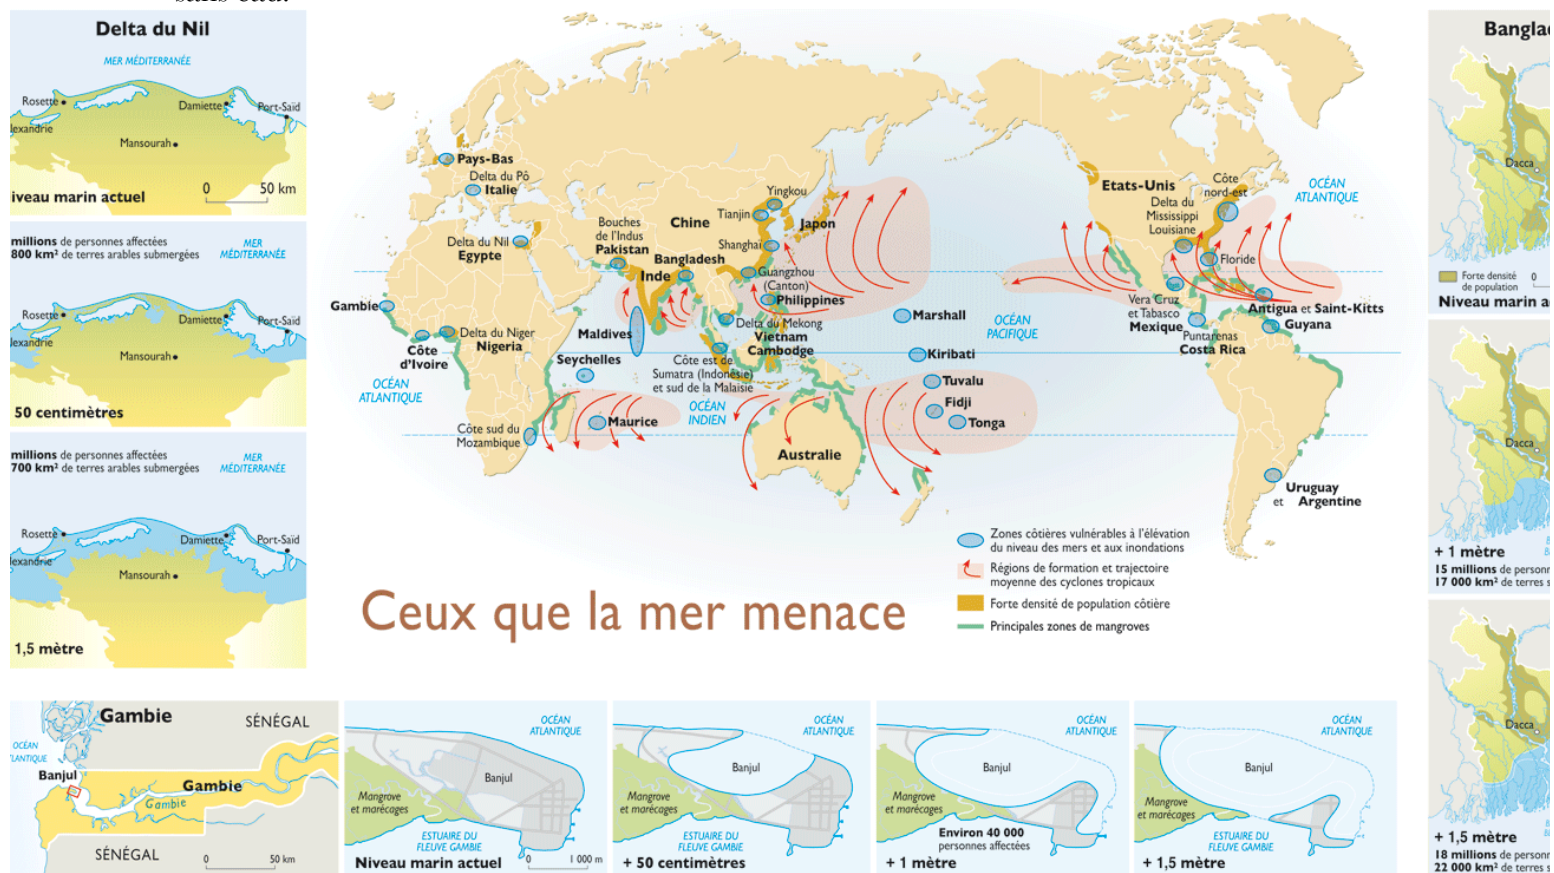 sans eau.
Delta du Nil
MER MÉDITERRANÉE
Rosette
Damiette
Port-Saïd
lexandrie
Mansourah
iveau marin actuel
0 50 km
millions de personnes affectées
800 km² de terres arables submergées
MER
MÉDITERRANÉE
Rosette
Damiette
Port-Saïd
lexandrie
Mansourah
50 centimètres
millions de personnes affectées
700 km² de terres arables submergées
MER
MÉDITERRANÉE
Rosette
Damiette
Port-Saïd
lexandrie
Mansourah
1,5 mètre
Pays-Bas
Delta du Pô
Italie
Delta du Nil
Egypte
Bouches
de l'Indus
Pakistan
Chine
Yingkou
Tianjin
Japon
Shanghaï
Bangladesh
Inde
Guangzhou
(Canton)
Philippines
Gambie
Côte
d'Ivoire
Delta du Niger
Nigeria
Maldives
Seychelles
Delta du Mekong
Vietnam
Cambodge
Côte est de
Sumatra (Indonésie)
et sud de la Malaisie
OCÉAN
ATLANTIQUE
OCÉAN
INDIEN
Côte sud du
Mozambique
Maurice
Australie
Marshall
OCÉAN
PACIFIQUE
Kiribati
Tuvalu
Fidji
Tonga
Etats-Unis
Côte
nord-est
Delta du
Mississippi
Louisiane
OCÉAN
ATLANTIQUE
Floride
Vera Cruz
et Tabasco
Mexique
Antigua et Saint-Kitts
Guyana
Puntarenas
Costa Rica
Uruguay
et Argentine
Zones côtières vulnérables à l'élévation
du niveau des mers et aux inondations
Régions de formation et trajectoire
moyenne des cyclones tropicaux
Forte densité de population côtière
Principales zones de mangroves
Ceux que la mer menace
Banglad
Dacca
Forte densité
de population
0
Niveau marin a
Dacca
+ 1 mètre
15 millions de personn
17 000 km² de terres s
Dacca
+ 1,5 mètre
18 millions de personn
22 000 km² de terres s
Gambie
SÉNÉGAL
OCÉAN
TLANTIQUE
Banjul
Gambie
Gambie
SÉNÉGAL
0 50 km
OCÉAN
ATLANTIQUE
Banjul
Mangrove
et marécages
ESTUAIRE DU
FLEUVE GAMBIE
Niveau marin actuel
0 1 000 m
OCÉAN
ATLANTIQUE
Banjul
Mangrove
et marécages
ESTUAIRE DU
FLEUVE GAMBIE
+ 50 centimètres
OCÉAN
ATLANTIQUE
Banjul
Mangrove
et marécages
Environ 40 000
personnes affectées
+ 1 mètre
OCÉAN
ATLANTIQUE
Banjul
Mangrove
et marécages
ESTUAIRE DU
FLEUVE GAMBIE
+ 1,5 mètre